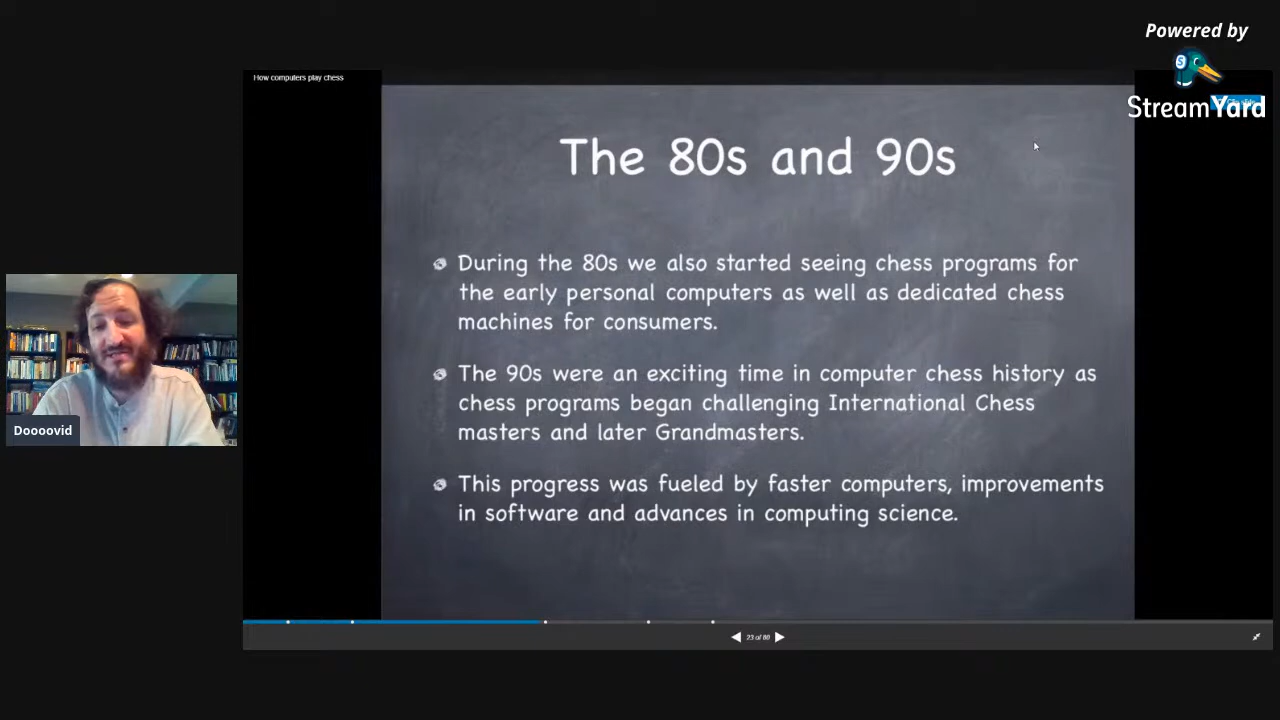 Powered by
StreamYard
How computers play chess
The 80s and 90s
During the 80s we also started seeing chess programs for
the early personal computers as well as dedicated chess
machines for consumers.
The 90s were an exciting time in computer chess history as
chess programs began challenging International Chess
masters and later Grandmasters.
This progress was fueled by faster computers, improvements
in software and advances in computing science.
Doooovid
23 of 80